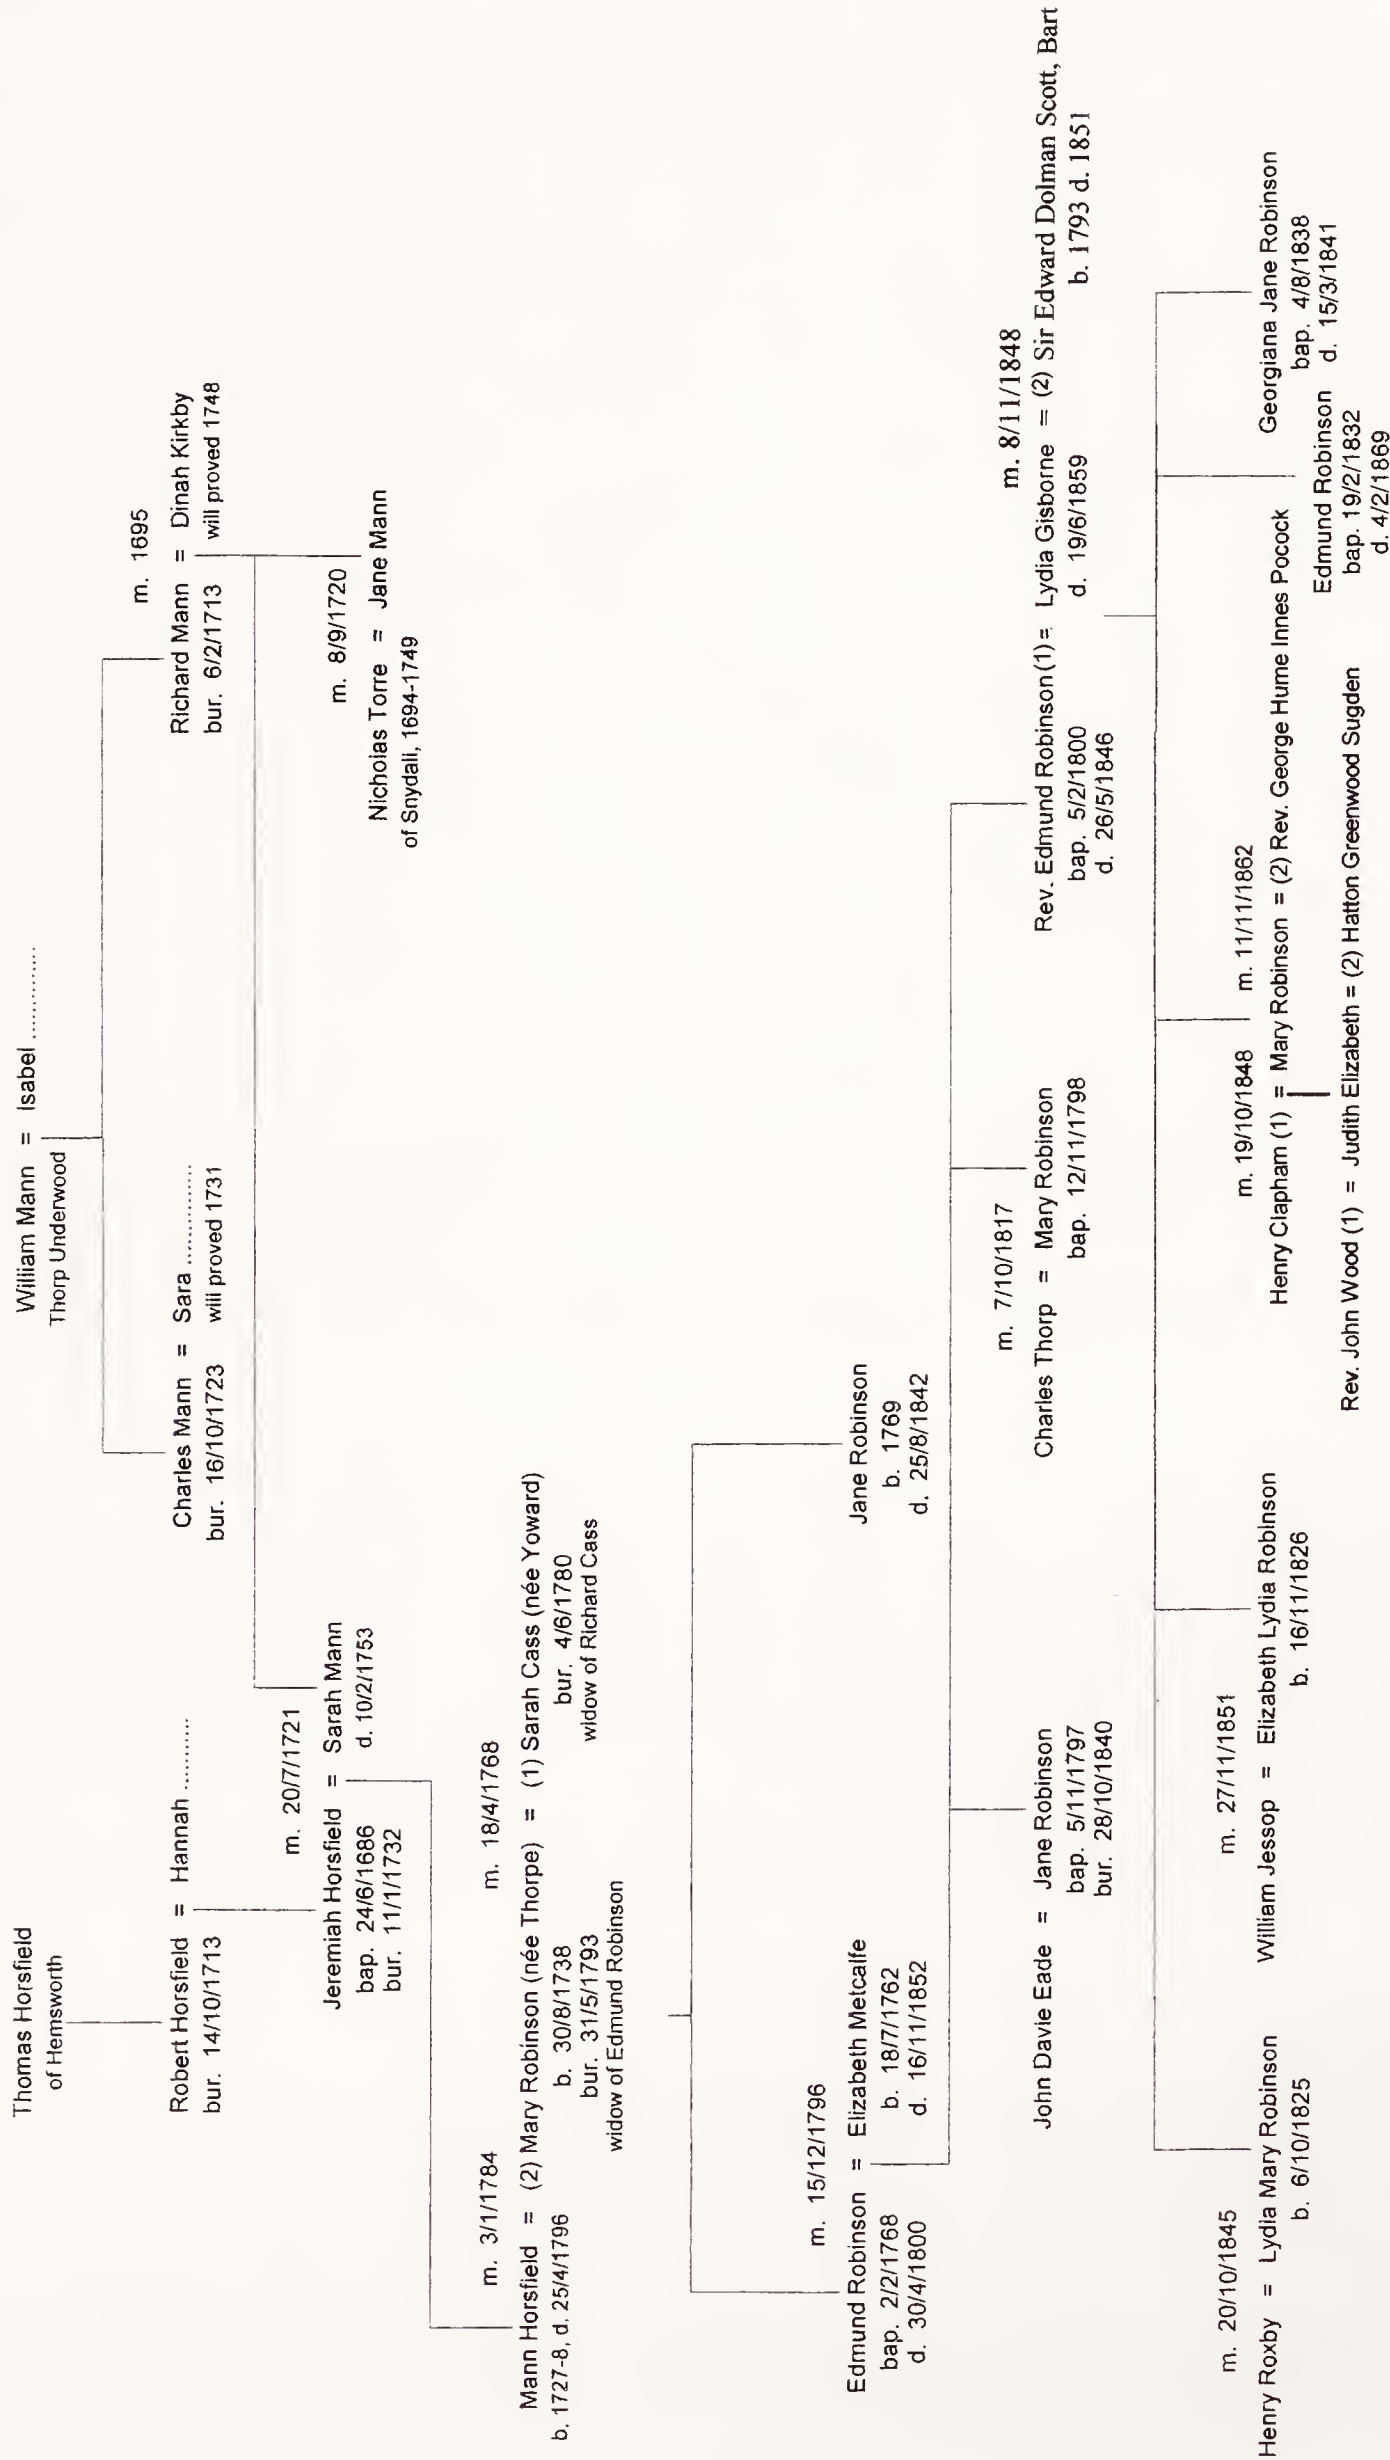 William Mann = Isabel ..............
Thorp Underwood
Thomas Horsfield
of Hemsworth
m. 1695
Robert Horsfield = Hannah ..........
bur. 14/10/1713
Charles Mann = Sara ..............
bur. 16/10/1723 will proved 1731
Richard Mann = Dinah Kirkby
bur. 6/2/1713 will proved 1748
m. 20/7/1721
Jeremiah Horsfield = Sarah Mann
bap. 24/6/1686 d. 10/2/1753
bur. 11/1/1732
m. 8/9/1720
Nicholas Torre = Jane Mann
of Snydall, 1694-1749
m. 3/1/1784 m. 18/4/1768
Mann Horsfield = (2) Mary Robinson (née Thorpe) = (1) Sarah Cass (née Yoward)
b. 1727-8, d. 25/4/1796 b. 30/8/1738 bur. 4/6/1780
bur. 31/5/1793 widow of Richard Cass
widow of Edmund Robinson
m. 15/12/1796
Edmund Robinson = Elizabeth Metcalfe
bap. 2/2/1768 b. 18/7/1762
d. 30/4/1800 d. 16/11/1852
Jane Robinson
b. 1769
d. 25/8/1842
John Davie Eade = Jane Robinson
bap. 5/11/1797
bur. 28/10/1840
m. 7/10/1817
Charles Thorp = Mary Robinson
bap. 12/11/1798
m. 8/11/1848
Rev. Edmund Robinson (1) = Lydia Gisborne = (2) Sir Edward Dolman Scott, Bart
bap. 5/2/1800 d. 19/6/1859 b. 1793 d. 1851
d. 26/5/1846
m. 20/10/1845
Henry Roxby = Lydia Mary Robinson
b. 6/10/1825
m. 27/11/1851
William Jessop = Elizabeth Lydia Robinson
b. 16/11/1826
m. 19/10/1848 m. 11/11/1862
Henry Clapham (1) = Mary Robinson = (2) Rev. George Hume Innes Pocock
Rev. John Wood (1) = Judith Elizabeth = (2) Hatton Greenwood Sugden
Edmund Robinson
bap. 19/2/1832
d. 4/2/1869
Georgiana Jane Robinson
bap. 4/8/1838
d. 15/3/1841